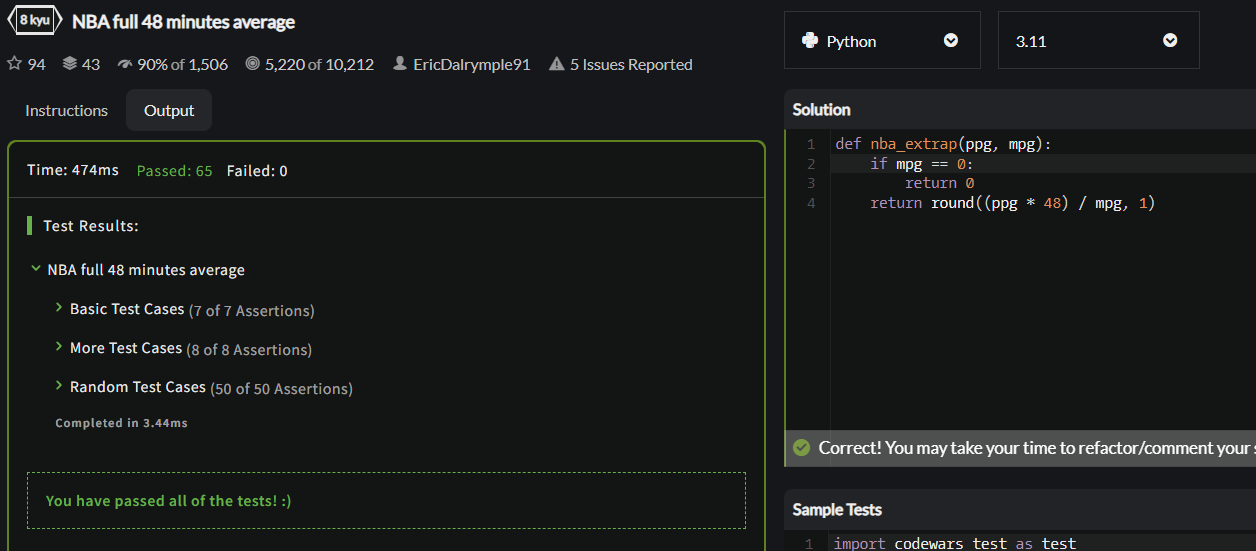 8 kyu NBA full 48 minutes average
94 43 90% of 1,506 5,220 of 10,212 EricDalrymple91 5 Issues Reported
Instructions Output
Time: 474ms Passed: 65 Failed: 0
Test Results:
NBA full 48 minutes average
Basic Test Cases (7 of 7 Assertions)
More Test Cases (8 of 8 Assertions)
Random Test Cases (50 of 50 Assertions)
Completed in 3.44ms
You have passed all of the tests! :)
Python 3.11
Solution
1 def nba_extrap(ppg, mpg):
2 if mpg == 0:
3 return 0
4 return round((ppg * 48) / mpg, 1)
Correct! You may take your time to refactor/comment your
Sample Tests
1 import codewars_test as test